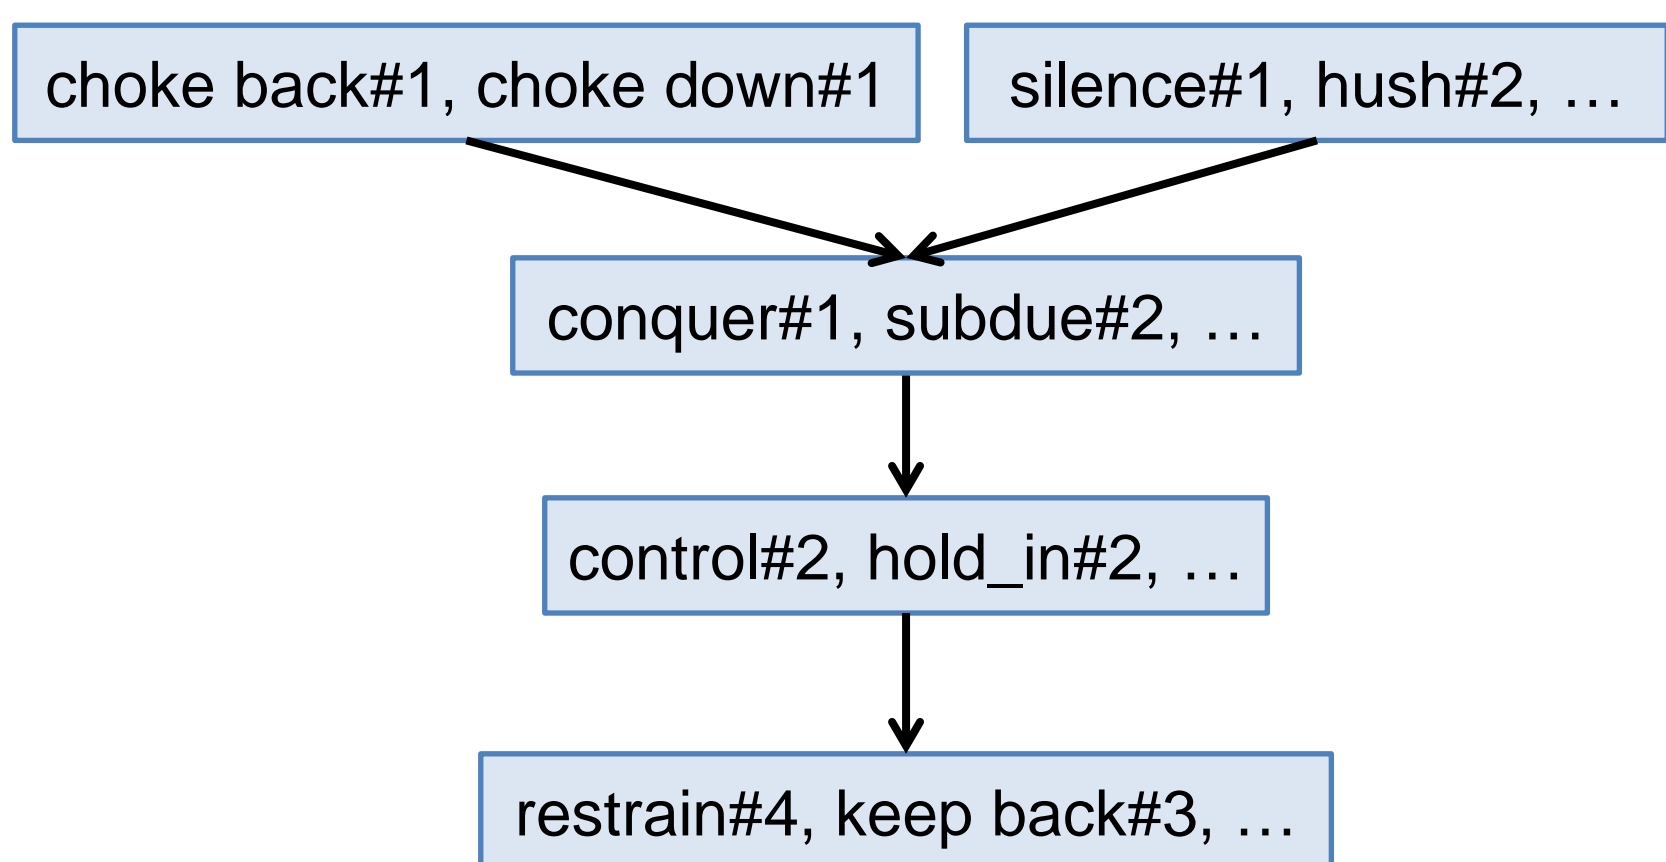 choke back#1, choke down#1
silence#1, hush#2, …
conquer#1, subdue#2, …
control#2, hold_in#2, …
restrain#4, keep back#3, …